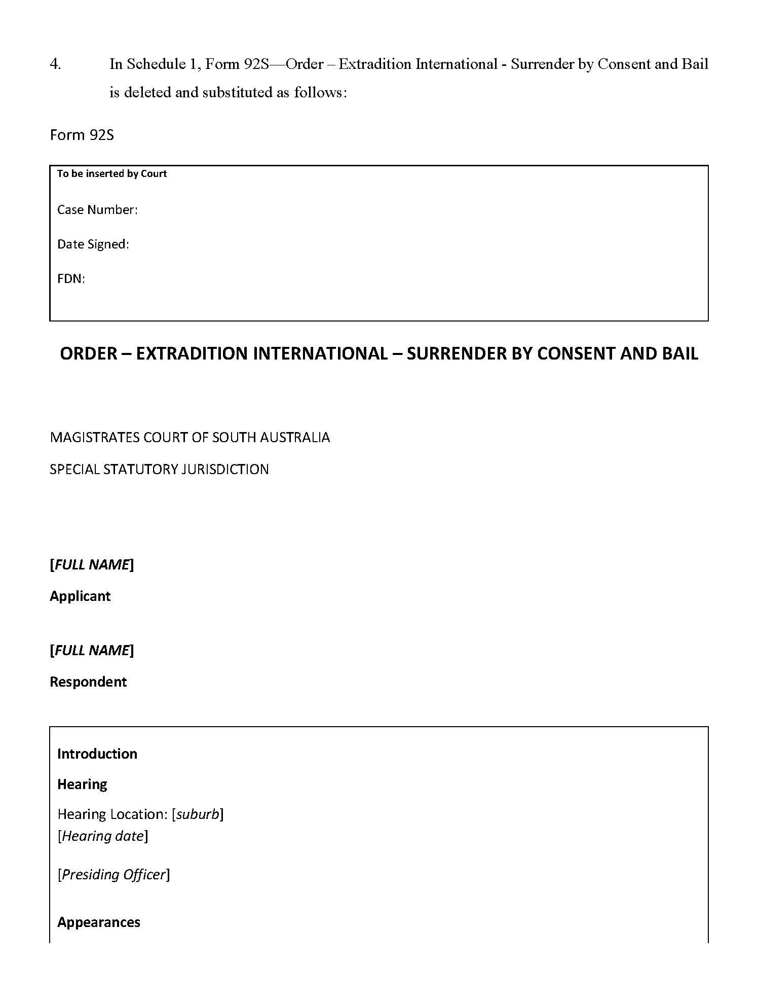 4. In Schedule 1, Form 92S—Order – Extradition International - Surrender by Consent and Bail
is deleted and substituted as follows:
Form 92S
To be inserted by Court
Case Number:
Date Signed:
FDN:
ORDER – EXTRADITION INTERNATIONAL – SURRENDER BY CONSENT AND BAIL
MAGISTRATES COURT OF SOUTH AUSTRALIA
SPECIAL STATUTORY JURISDICTION
[FULL NAME]
Applicant
[FULL NAME]
Respondent
Introduction
Hearing
Hearing Location: [suburb]
[Hearing date]
[Presiding Officer]
Appearances